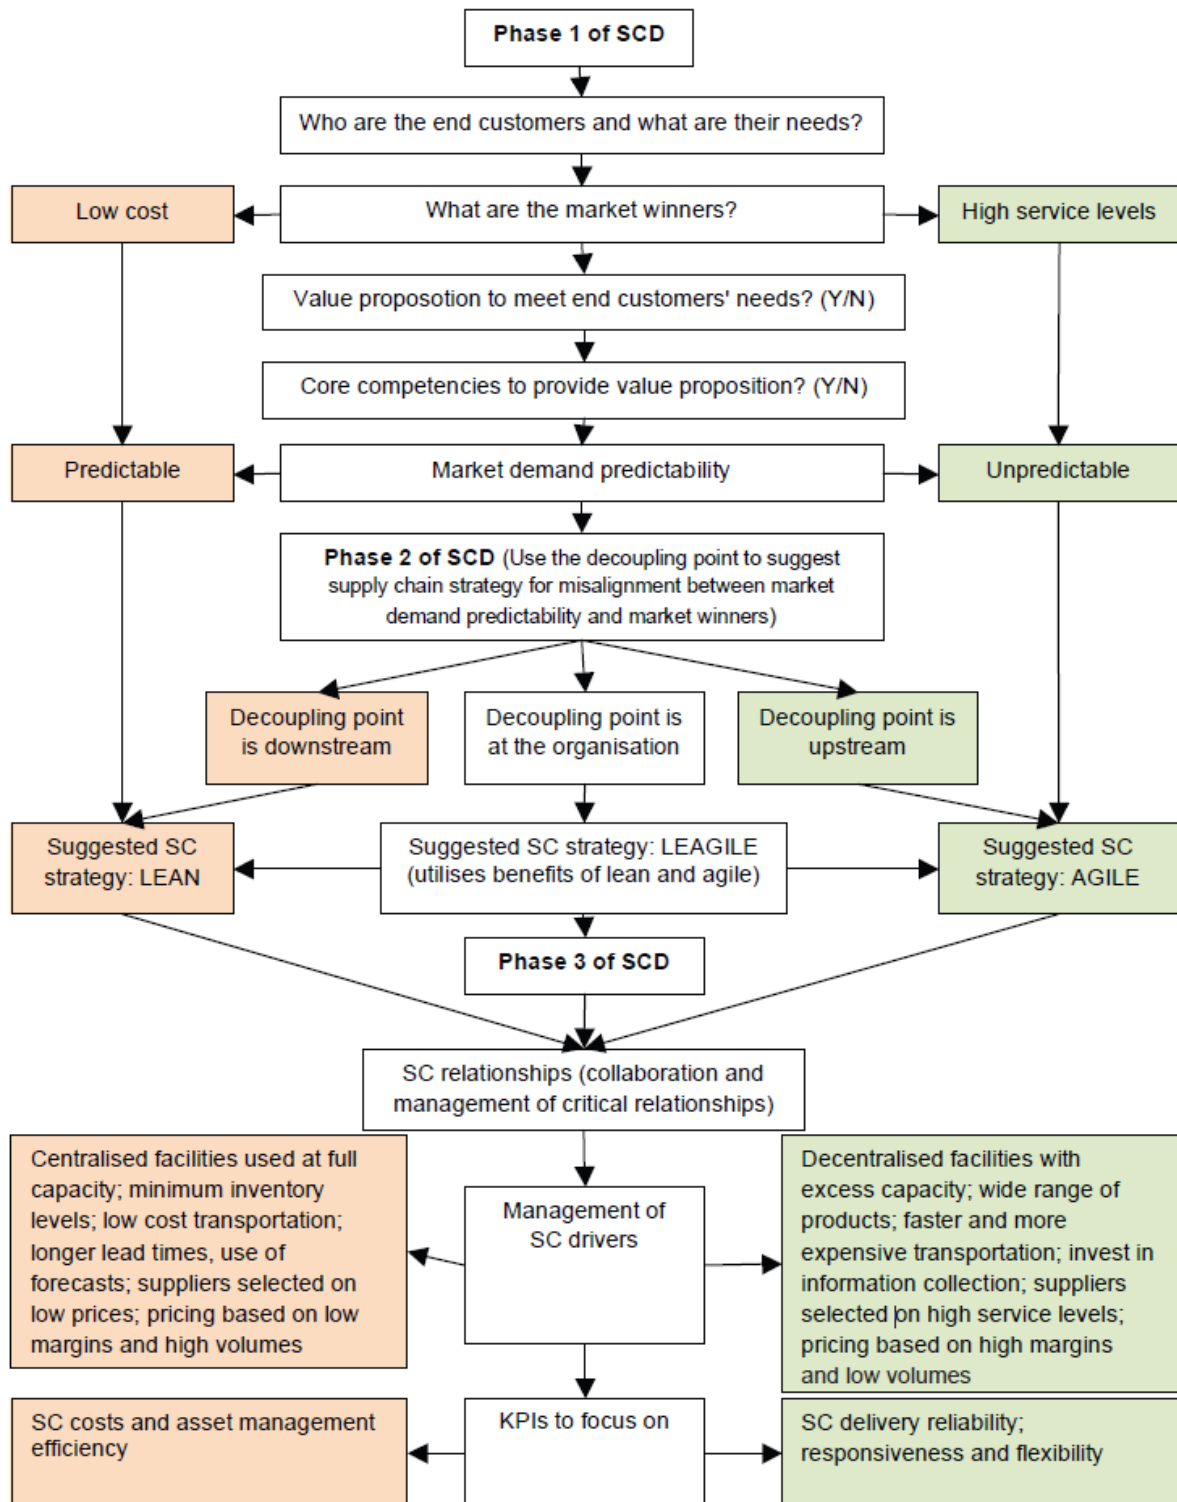 Phase 1 of SCD
Who are the end customers and what are their needs?
Low cost
What are the market winners?
High service levels
Value proposotion to meet end customers' needs? (Y/N)
Core competencies to provide value proposition? (Y/N)
Predictable
Market demand predictability
Unpredictable
Phase 2 of SCD (Use the decoupling point to suggest
supply chain strategy for misalignment between market
demand predictability and market winners)
Decoupling point
is downstream
Decoupling point is
at the organisation
Decoupling point is
upstream
Suggested SC
strategy: LEAN
Suggested SC strategy: LEAGILE
(utilises benefits of lean and agile)
Suggested SC
strategy: AGILE
Phase 3 of SCD
SC relationships (collaboration and
management of critical relationships)
Centralised facilities used at full
capacity; minimum inventory
levels; low cost transportation;
longer lead times, use of
forecasts; suppliers selected on
low prices; pricing based on low
margins and high volumes
Management of
SC drivers
Decentralised facilities with
excess capacity; wide range of
products; faster and more
expensive transportation; invest in
information collection; suppliers
selected on high service levels;
pricing based on high margins
and low volumes
SC costs and asset management
efficiency
KPIs to focus on
SC delivery reliability;
responsiveness and flexibility